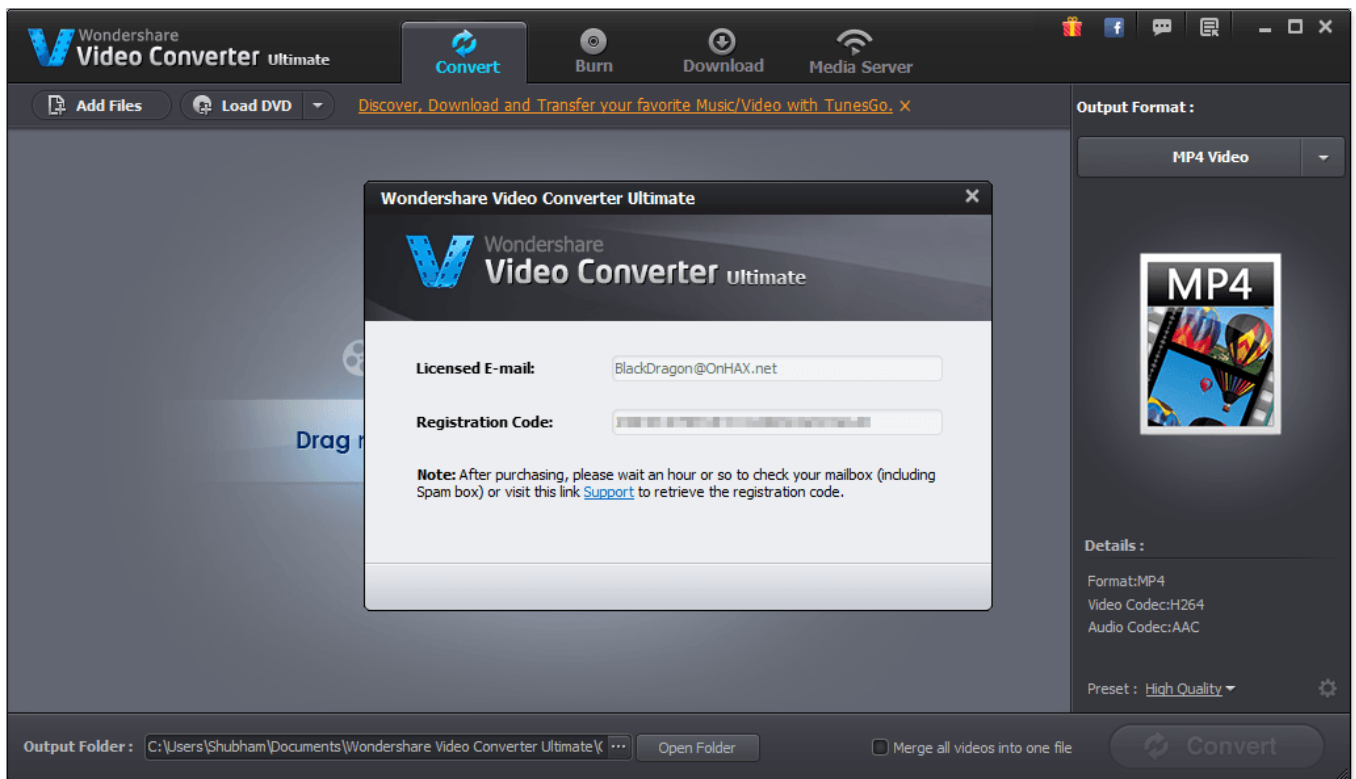 Wondershare
Video Converter Ultimate
Convert
Burn
Download
Media Server
Add Files
Load DVD
Discover, Download and Transfer your favorite Music/Video with TunesGo. ×
Output Format :
MP4 Video
Wondershare Video Converter Ultimate
Wondershare
Video Converter Ultimate
Licensed E-mail:
BlackDragon@OnHAX.net
Registration Code:
Note: After purchasing, please wait an hour or so to check your mailbox (including
Spam box) or visit this link Support to retrieve the registration code.
Drag
MP4
Details :
Format:MP4
Video Codec:H264
Audio Codec:AAC
Preset : High Quality
Output Folder : C:\Users\Shubham\Documents\Wondershare Video Converter Ultimate\ ...
Open Folder
Merge all videos into one file
Convert